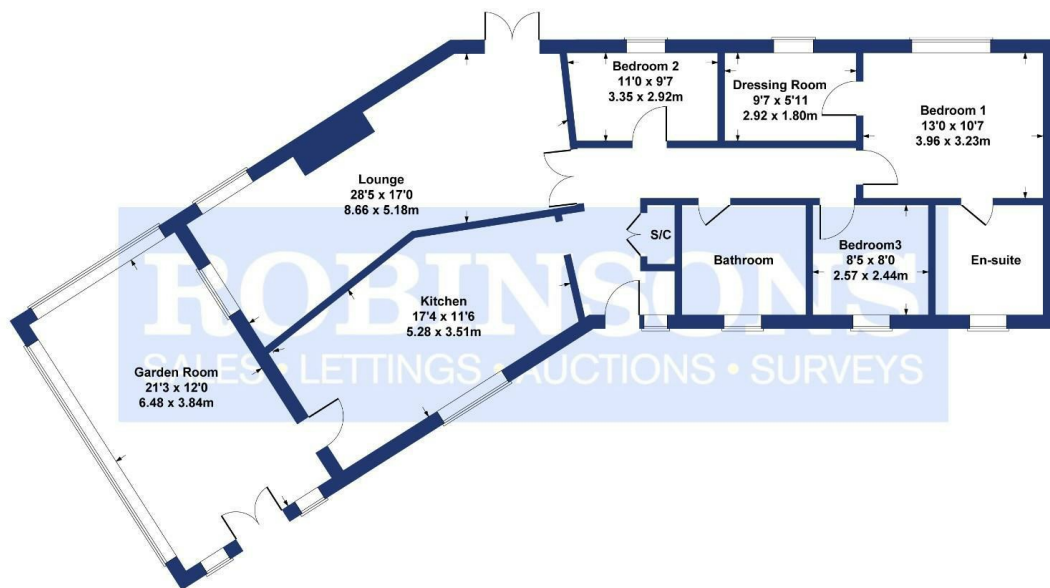 Bedroom 2
11'0 x 9'7
3.35 x 2.92m
Dressing Room
9'7 x 5'11
2.92 x 1.80m
Bedroom 1
13'0 x 10'7
3.96 x 3.23m
Lounge
28'5 x 17'0
8.66 x 5.18m
S/C
Bathroom
Bedroom3
8'5 x 8'0
2.57 x 2.44m
En-suite
Kitchen
17'4 x 11'6
5.28 x 3.51m
Garden Room
21'3 x 12'0
6.48 x 3.84m
ROBINSONS
SALES • LETTINGS • AUCTIONS • SURVEYS